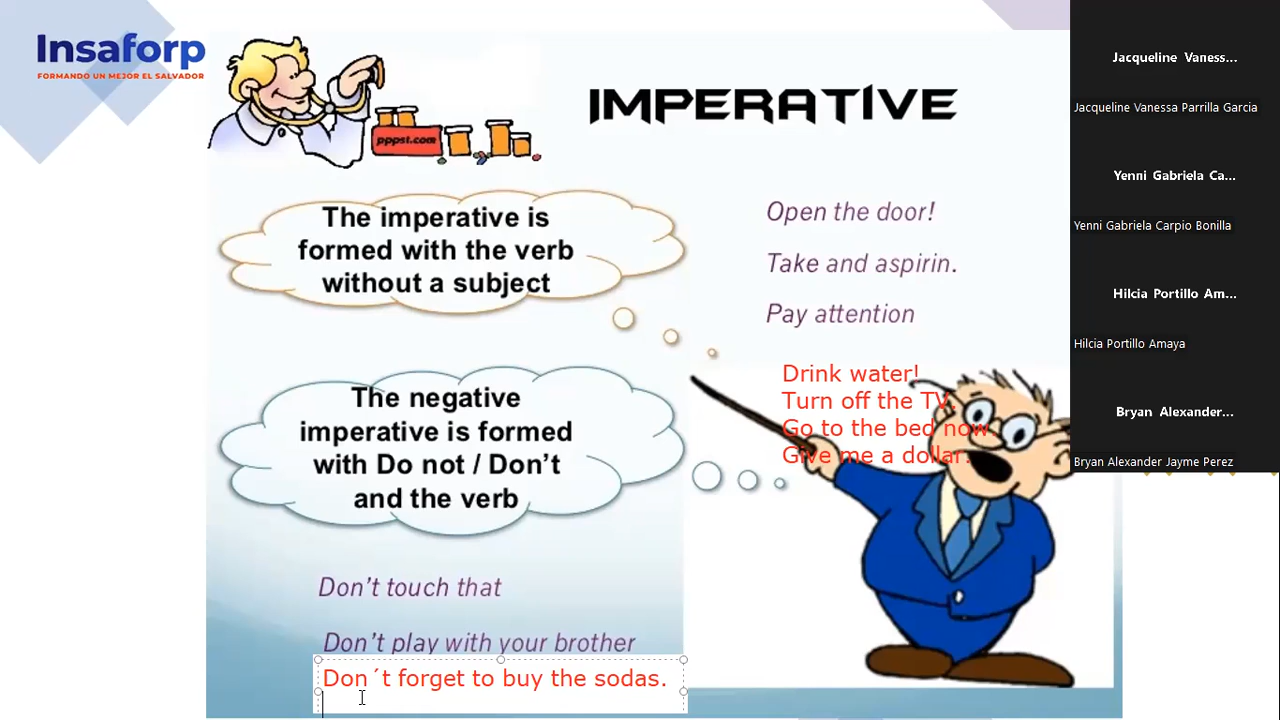 Insaforp
FORMANDO UN MEJOR EL SALVADOR
pppst.com
IMPERATIVE
The imperative is
formed with the verb
without a subject
Open the door!
Take and aspirin.
Pay attention
Drink water!
Turn off the TV.
Go to the bed now.
Give me a dollar.
The negative
imperative is formed
with Do not / Don't
and the verb
Don't touch that
Don't play with your brother
Don´t forget to buy the sodas.
Jacqueline Vaness...
Jacqueline Vanessa Parrilla Garcia
Yenni Gabriela Ca...
Yenni Gabriela Carpio Bonilla
Hilcia Portillo Am...
Hilcia Portillo Amaya
Bryan Alexander...
Bryan Alexander Jayme Perez